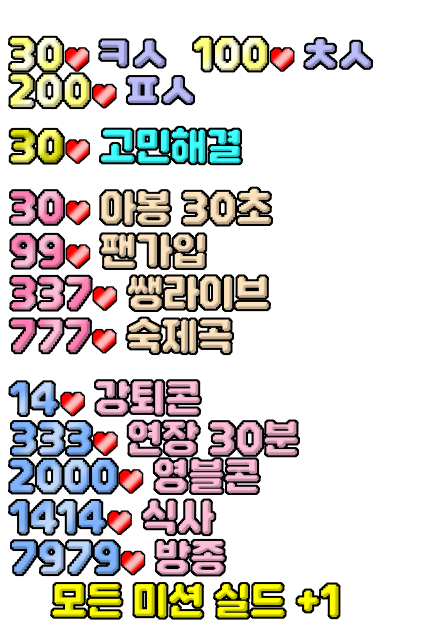 30♥ ㅋㅅ 100♥ ㅊㅅ
200♥ ㅍㅅ
30♥ 고민해결
30♥ 아봉 30초
99♥ 팬가입
337♥ 쌩라이브
777♥ 숙제곡
14♥ 강퇴콘
333♥ 연장 30분
2000♥ 영블콘
1414♥ 식사
7979♥ 방종
모든 미션 실드 +1